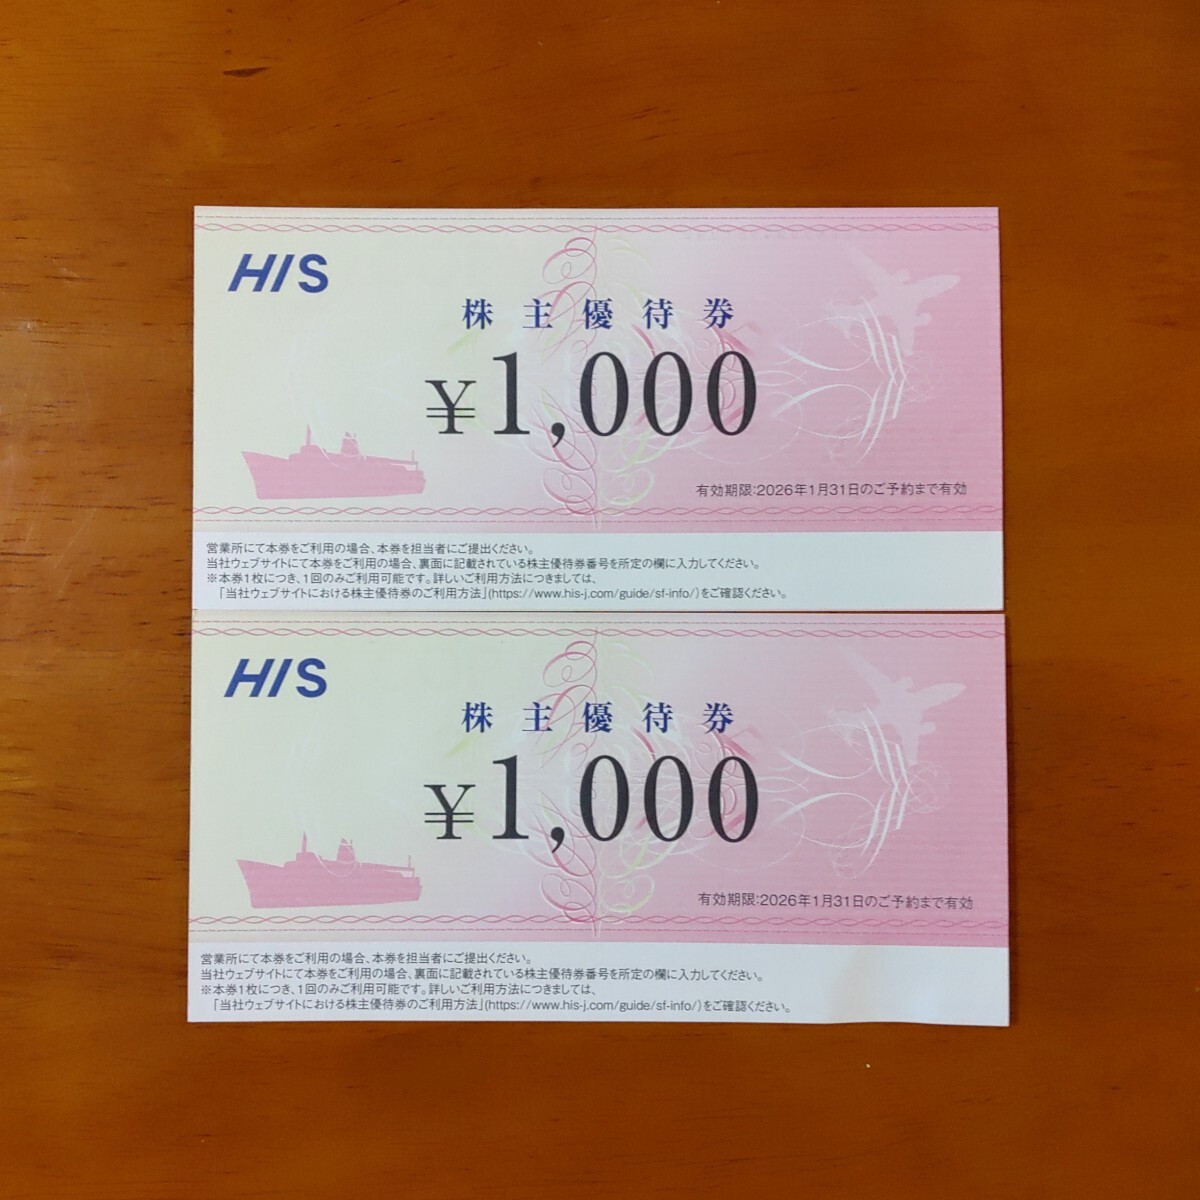 HIS
株主優待券
¥1,000
有効期限:2026年1月31日のご予約まで有効
営業所にて本券をご利用の場合、本券を担当者にご提出ください。
当社ウェブサイトにて本券をご利用の場合、裏面に記載されている株主優待券番号を所定の欄に入力してください。
※本券1枚につき、1回のみご利用可能です。詳しいご利用方法につきましては、
「当社ウェブサイトにおける株主優待券のご利用方法」(https://www.his-j.com/guide/sf-info/)をご確認ください。
HIS
株主優待券
¥1,000
有効期限:2026年1月31日のご予約まで有効
営業所にて本券をご利用の場合、本券を担当者にご提出ください。
当社ウェブサイトにて本券をご利用の場合、裏面に記載されている株主優待券番号を所定の欄に入力してください。
※本券1枚につき、1回のみご利用可能です。詳しいご利用方法につきましては、
「当社ウェブサイトにおける株主優待券のご利用方法」(https://www.his-j.com/guide/sf-info/)をご確認ください。